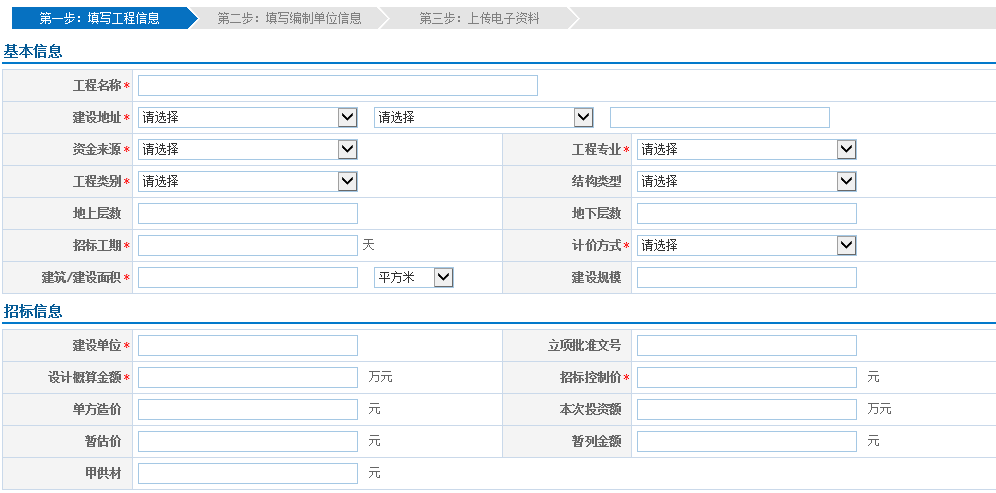 第一步：填写工程信息 第二步：填写编制单位信息 第三步：上传电子资料
基本信息
工程名称*
建设地址* 请选择 请选择
资金来源* 请选择 工程专业* 请选择
工程类别* 请选择 结构类型 请选择
地上层数 地下层数
招标工期* 天 计价方式* 请选择
建筑/建设面积* 平方米 建设规模
招标信息
建设单位* 立项批准文号
设计概算金额* 万元 招标控制价* 元
单方造价 元 本次投资额 万元
暂估价 元 暂列金额 元
甲供材 元